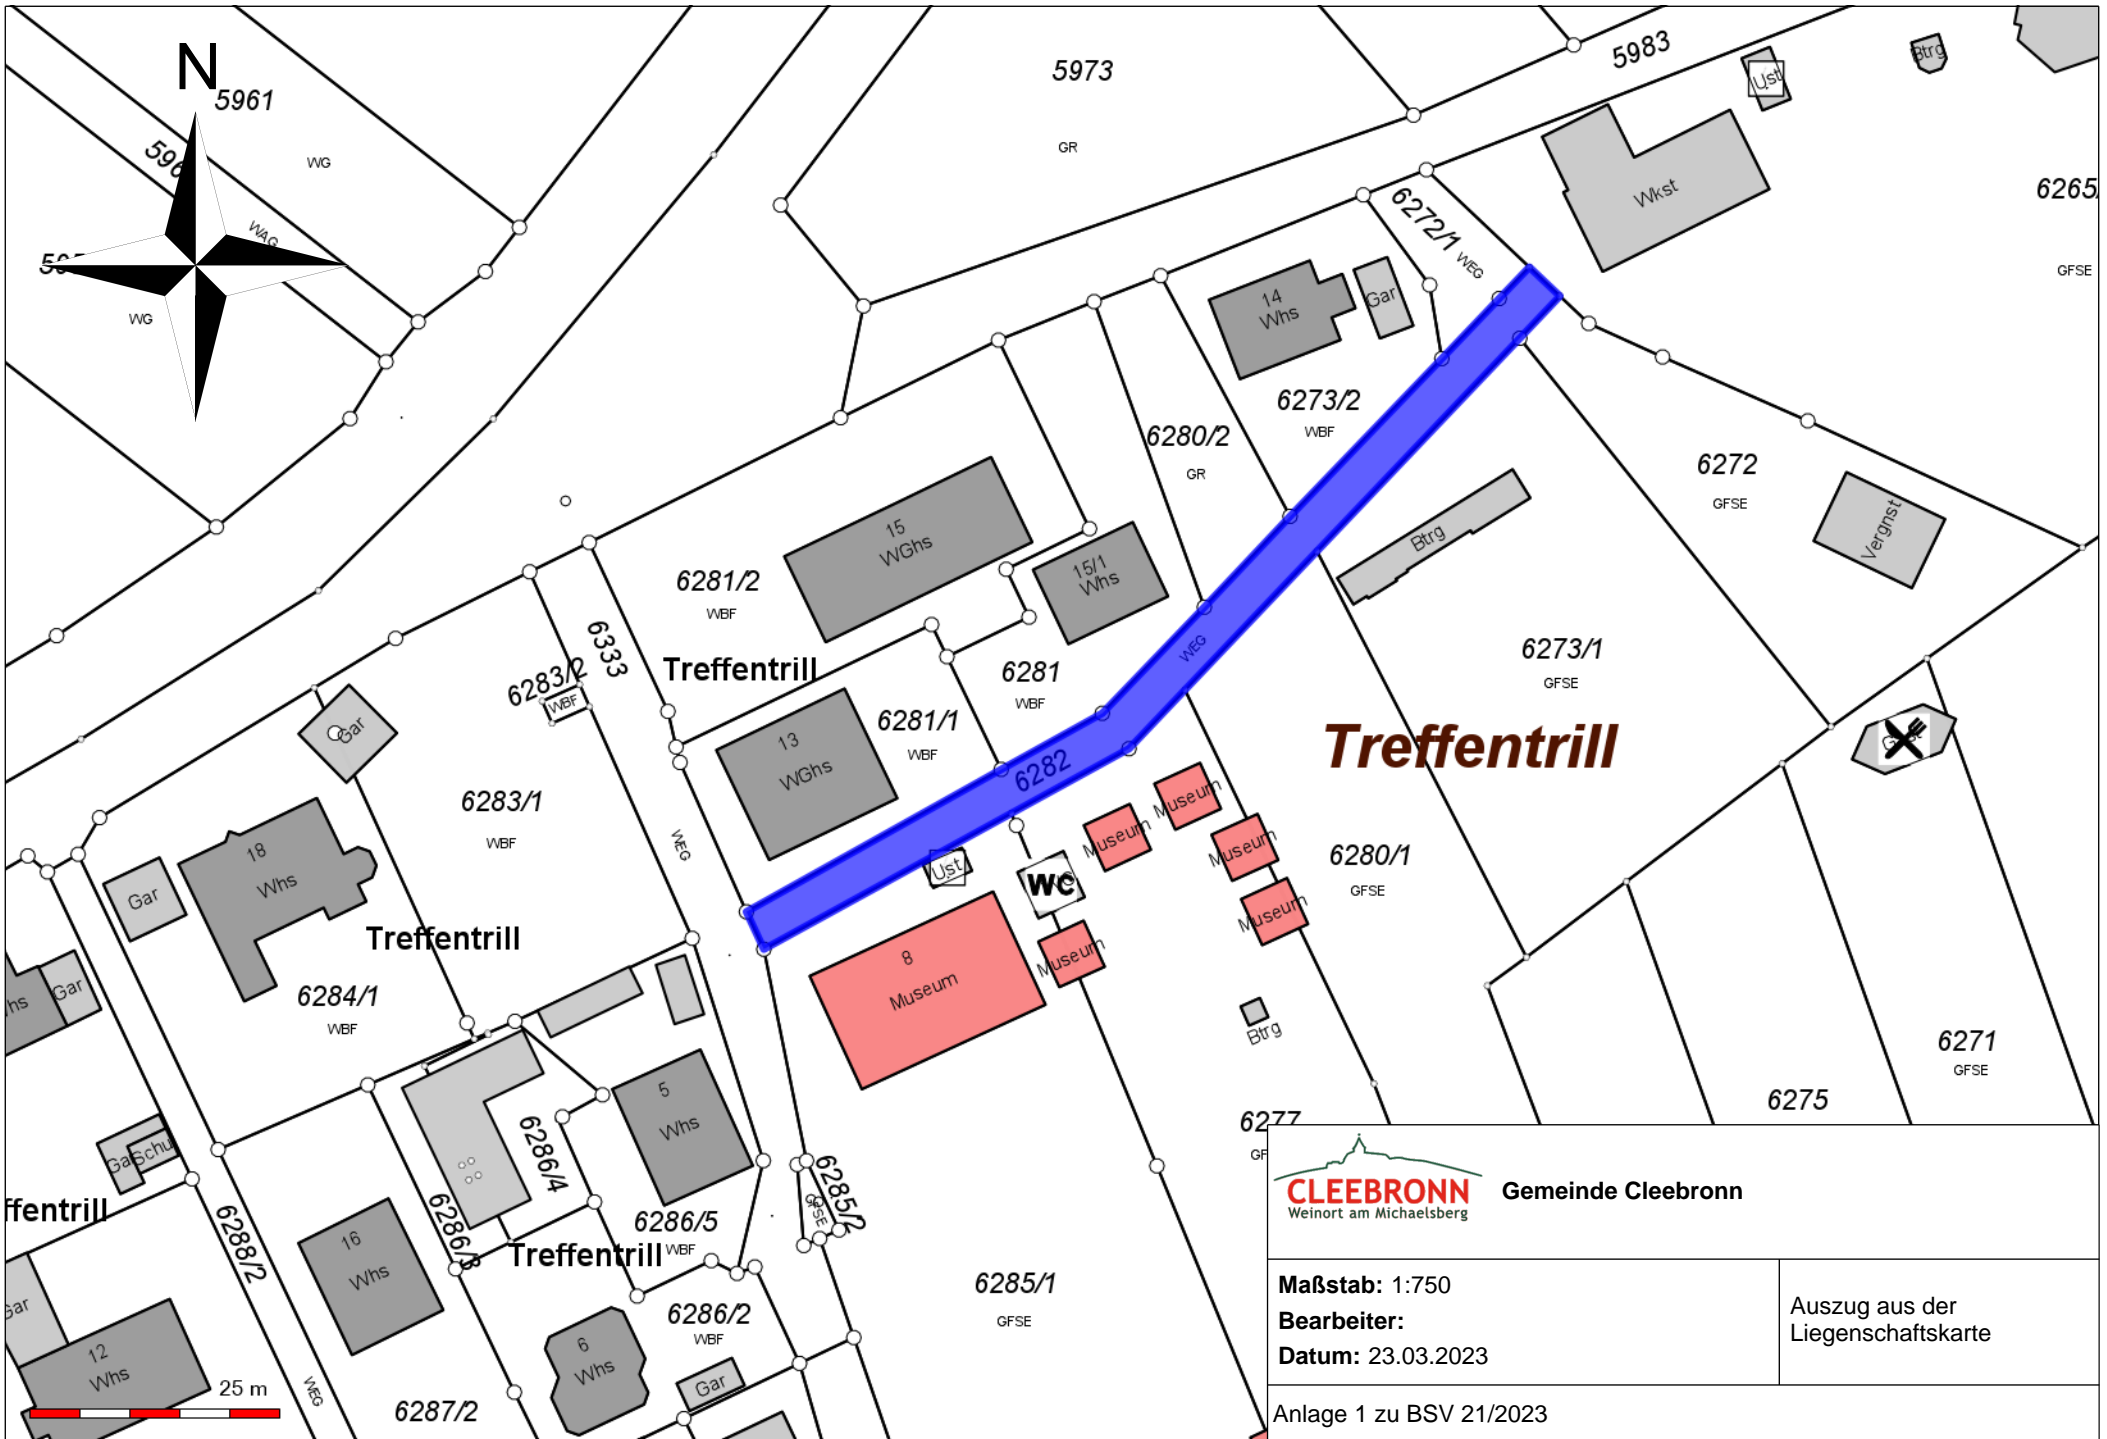 N
5961
WG
WAG
WG
5973
GR
5983
Ust
Btrg
Wkst
6265/
GFSE
6272/1
WEG
14
Whs
Gar
6273/2
WBF
6280/2
GR
6272
GFSE
Vergnst
Btrg
15
WGhs
15/1
Whs
6281/2
WBF
6333
6283/2
WBF
Treffentrill
6281
WBF
WEG
6273/1
GFSE
6281/1
WBF
13
WGhs
6282
Treffentrill
Gar
6283/1
WBF
WEG
Museum
Museum
Museum
Museum
Museum
6280/1
GFSE
18
Whs
Gar
Ust
WC
8
Museum
Treffentrill
6284/1
WBF
hs
Gar
Btrg
6271
GFSE
6275
6277
GF
5
Whs
6286/4
Schu
6285/2
GFSE
6286/5
WBF
6286/3
Treffentrill
ffentrill
6288/2
16
Whs
6285/1
GFSE
6286/2
WBF
6
Whs
Gar
Gar
12
Whs
WEG
6287/2
25 m
CLEEBRONN
Weinort am Michaelsberg
Gemeinde Cleebronn
Maßstab: 1:750
Bearbeiter:
Datum: 23.03.2023
Auszug aus der
Liegenschaftskarte
Anlage 1 zu BSV 21/2023